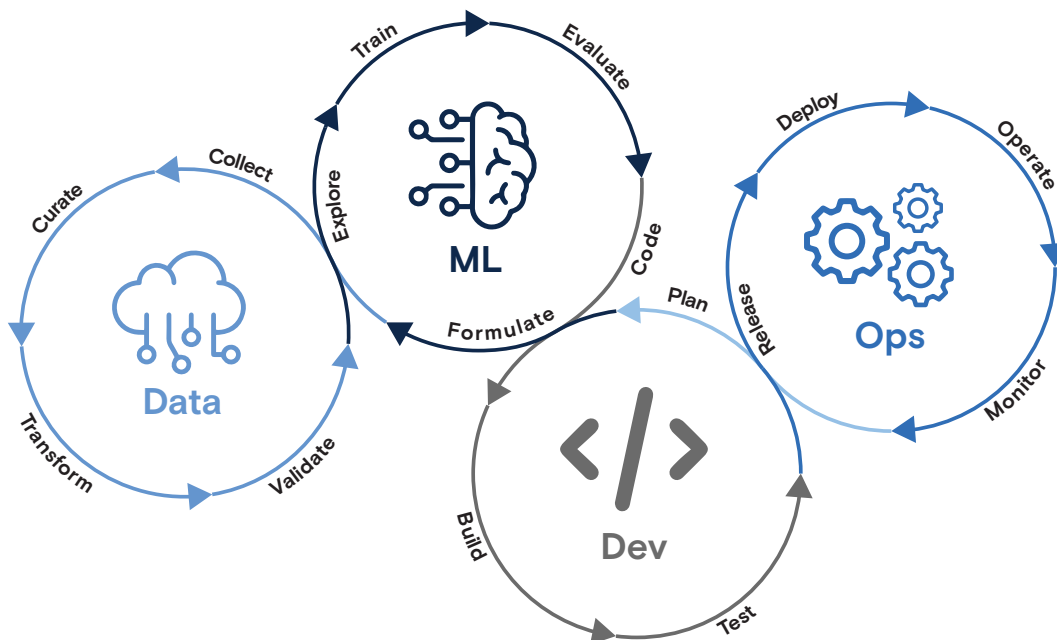 Collect
Curate
Transform
Validate
Data
Explore
Train
Evaluate
Formulate
ML
Code
Build
Test
Plan
Dev
Release
Deploy
Operate
Monitor
Ops